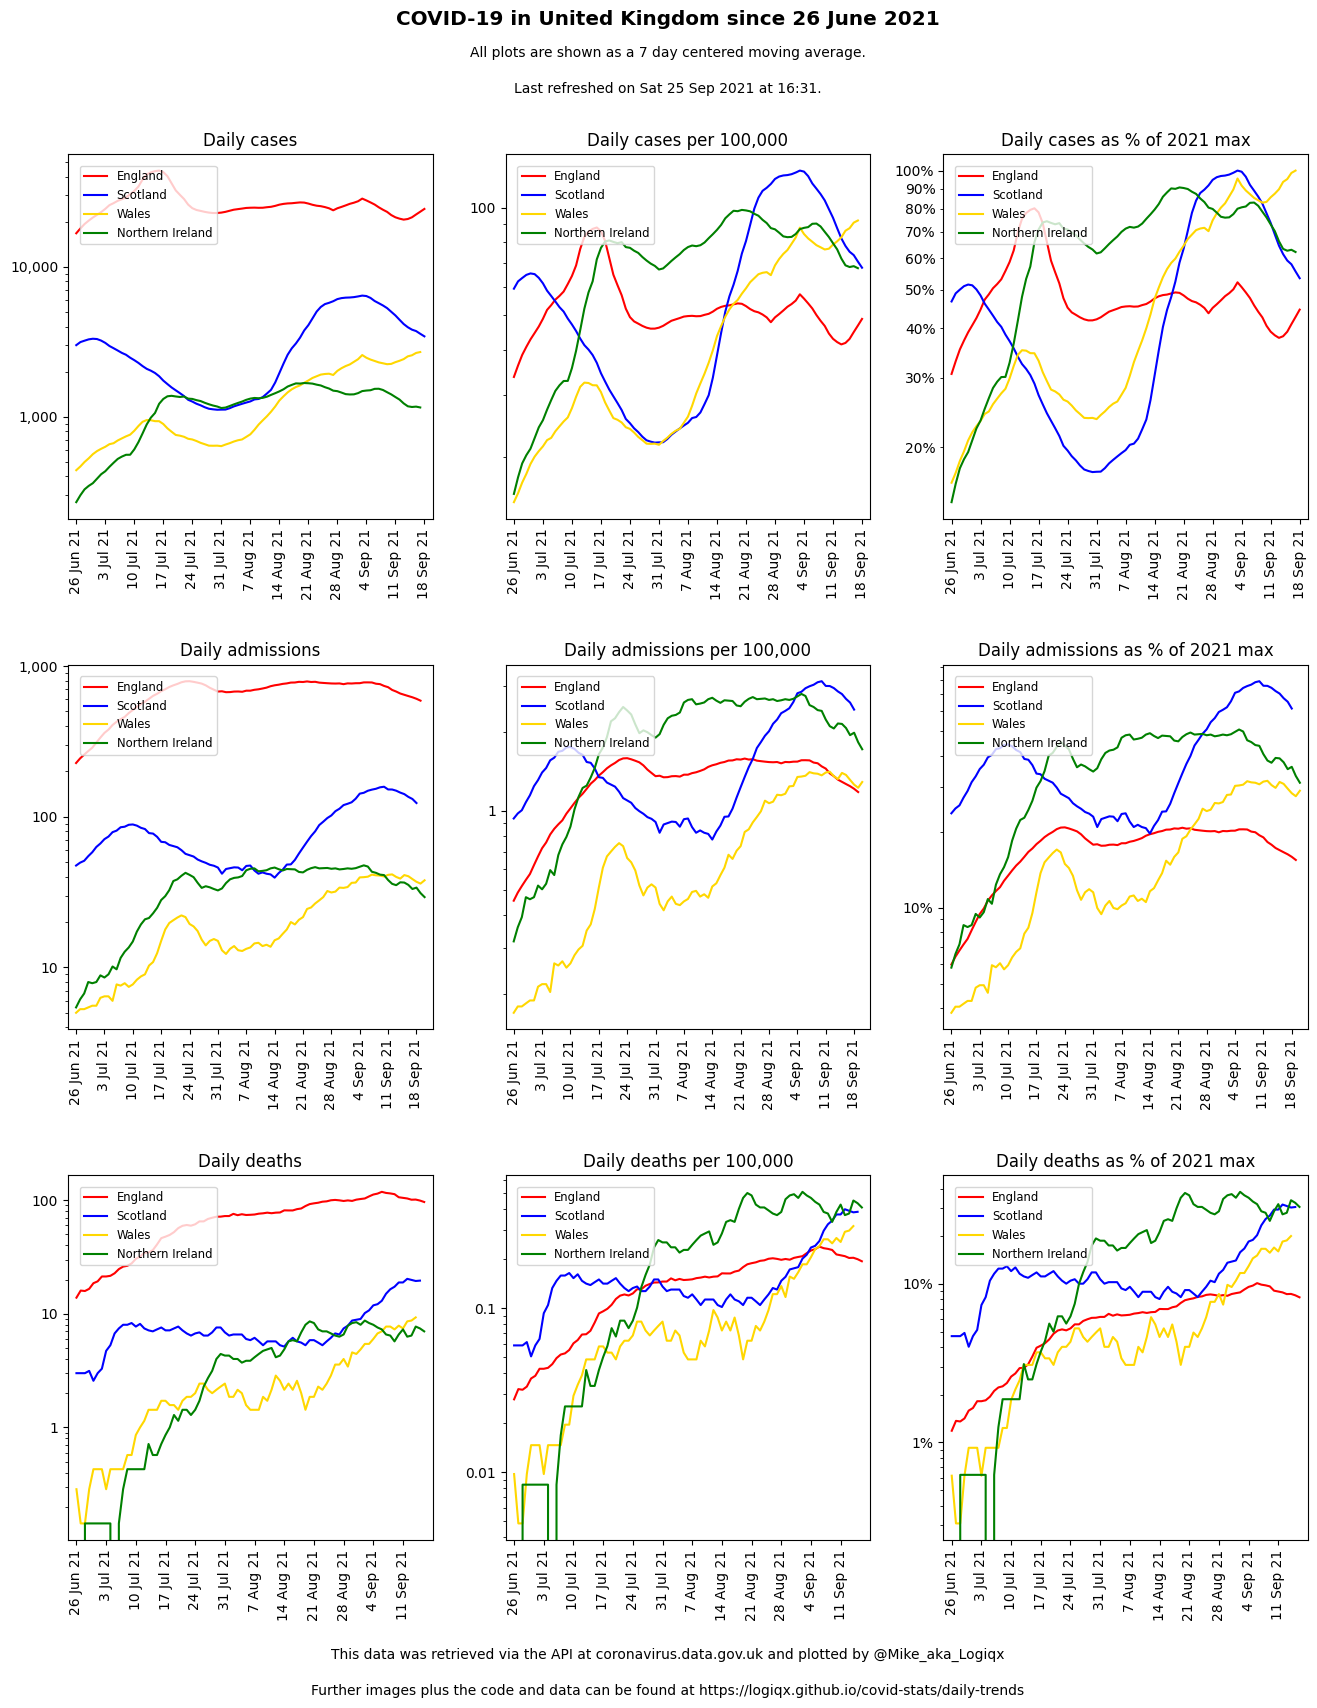 COVID-19 in United Kingdom since 26 June 2021
All plots are shown as a 7 day centered moving average.
Last refreshed on Sat 25 Sep 2021 at 16:31.
Daily cases
England
Scotland
Wales
Northern Ireland
10,000
1,000
26 Jun 21
3 Jul 21
10 Jul 21
17 Jul 21
24 Jul 21
31 Jul 21
7 Aug 21
14 Aug 21
21 Aug 21
28 Aug 21
4 Sep 21
11 Sep 21
18 Sep 21
Daily cases per 100,000
England
Scotland
Wales
Northern Ireland
100
26 Jun 21
3 Jul 21
10 Jul 21
17 Jul 21
24 Jul 21
31 Jul 21
7 Aug 21
14 Aug 21
21 Aug 21
28 Aug 21
4 Sep 21
11 Sep 21
18 Sep 21
Daily cases as % of 2021 max
England
Scotland
Wales
Northern Ireland
100%
90%
80%
70%
60%
50%
40%
30%
20%
26 Jun 21
3 Jul 21
10 Jul 21
17 Jul 21
24 Jul 21
31 Jul 21
7 Aug 21
14 Aug 21
21 Aug 21
28 Aug 21
4 Sep 21
11 Sep 21
18 Sep 21
Daily admissions
England
Scotland
Wales
Northern Ireland
1,000
100
10
26 Jun 21
3 Jul 21
10 Jul 21
17 Jul 21
24 Jul 21
31 Jul 21
7 Aug 21
14 Aug 21
21 Aug 21
28 Aug 21
4 Sep 21
11 Sep 21
18 Sep 21
Daily admissions per 100,000
England
Scotland
Wales
Northern Ireland
1
26 Jun 21
3 Jul 21
10 Jul 21
17 Jul 21
24 Jul 21
31 Jul 21
7 Aug 21
14 Aug 21
21 Aug 21
28 Aug 21
4 Sep 21
11 Sep 21
18 Sep 21
Daily admissions as % of 2021 max
England
Scotland
Wales
Northern Ireland
10%
26 Jun 21
3 Jul 21
10 Jul 21
17 Jul 21
24 Jul 21
31 Jul 21
7 Aug 21
14 Aug 21
21 Aug 21
28 Aug 21
4 Sep 21
11 Sep 21
18 Sep 21
Daily deaths
England
Scotland
Wales
Northern Ireland
100
10
1
26 Jun 21
3 Jul 21
10 Jul 21
17 Jul 21
24 Jul 21
31 Jul 21
7 Aug 21
14 Aug 21
21 Aug 21
28 Aug 21
4 Sep 21
11 Sep 21
Daily deaths per 100,000
England
Scotland
Wales
Northern Ireland
0.1
0.01
26 Jun 21
3 Jul 21
10 Jul 21
17 Jul 21
24 Jul 21
31 Jul 21
7 Aug 21
14 Aug 21
21 Aug 21
28 Aug 21
4 Sep 21
11 Sep 21
Daily deaths as % of 2021 max
England
Scotland
Wales
Northern Ireland
10%
1%
26 Jun 21
3 Jul 21
10 Jul 21
17 Jul 21
24 Jul 21
31 Jul 21
7 Aug 21
14 Aug 21
21 Aug 21
28 Aug 21
4 Sep 21
11 Sep 21
This data was retrieved via the API at coronavirus.data.gov.uk and plotted by @Mike_aka_Logiqx
Further images plus the code and data can be found at https://logiqx.github.io/covid-stats/daily-trends